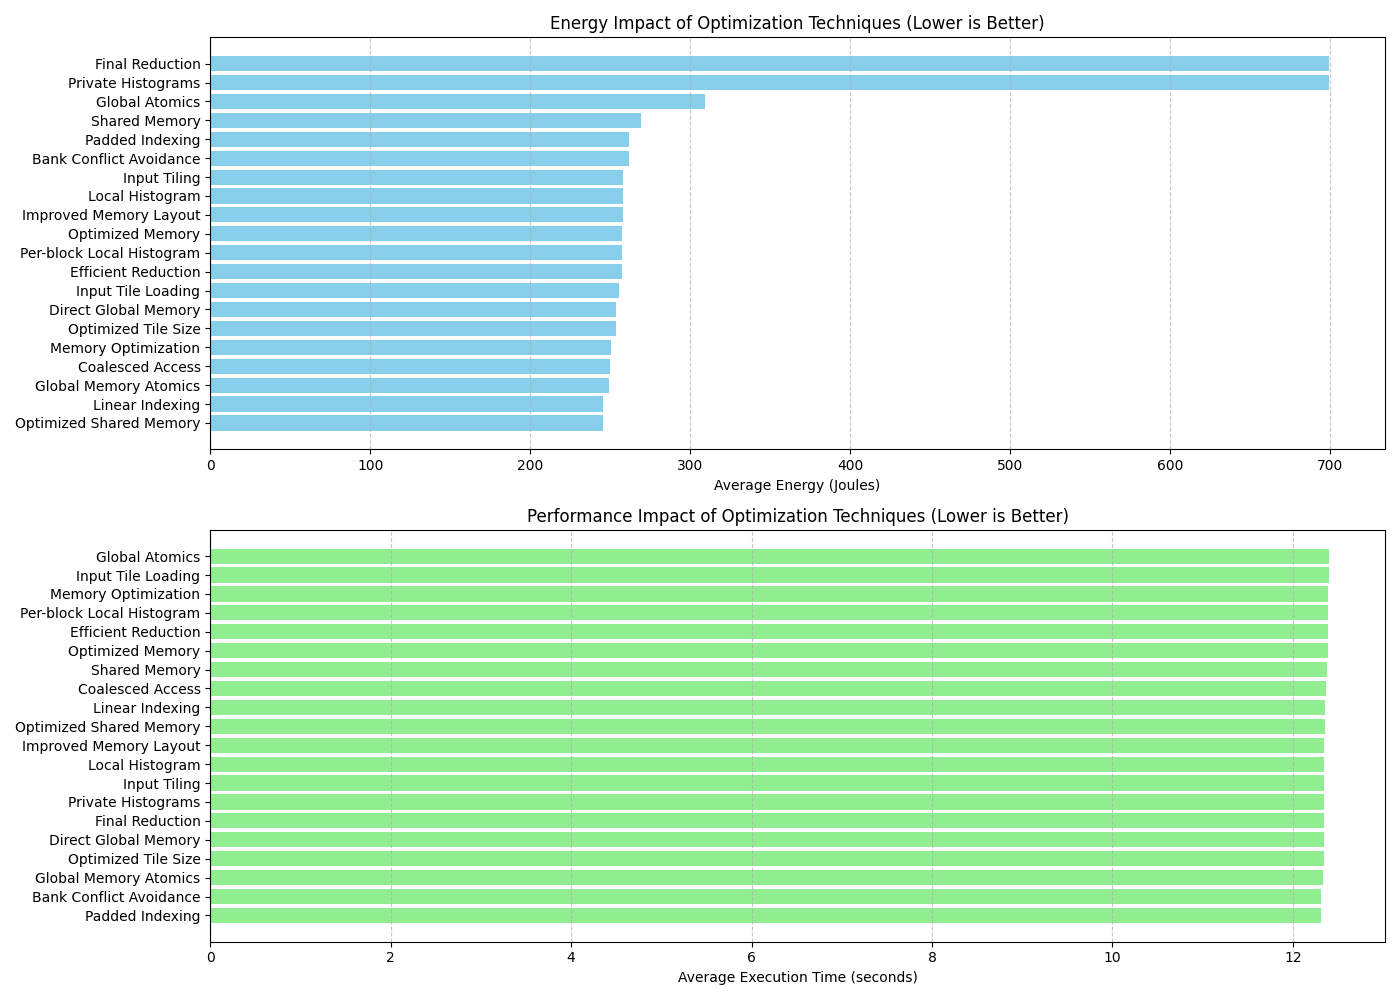 Energy Impact of Optimization Techniques (Lower is Better)
Final Reduction
Private Histograms
Global Atomics
Shared Memory
Padded Indexing
Bank Conflict Avoidance
Input Tiling
Local Histogram
Improved Memory Layout
Optimized Memory
Per-block Local Histogram
Efficient Reduction
Input Tile Loading
Direct Global Memory
Optimized Tile Size
Memory Optimization
Coalesced Access
Global Memory Atomics
Linear Indexing
Optimized Shared Memory
0 100 200 300 400 500 600 700
Average Energy (Joules)
Performance Impact of Optimization Techniques (Lower is Better)
Global Atomics
Input Tile Loading
Memory Optimization
Per-block Local Histogram
Efficient Reduction
Optimized Memory
Shared Memory
Coalesced Access
Linear Indexing
Optimized Shared Memory
Improved Memory Layout
Local Histogram
Input Tiling
Private Histograms
Final Reduction
Direct Global Memory
Optimized Tile Size
Global Memory Atomics
Bank Conflict Avoidance
Padded Indexing
0 2 4 6 8 10 12
Average Execution Time (seconds)